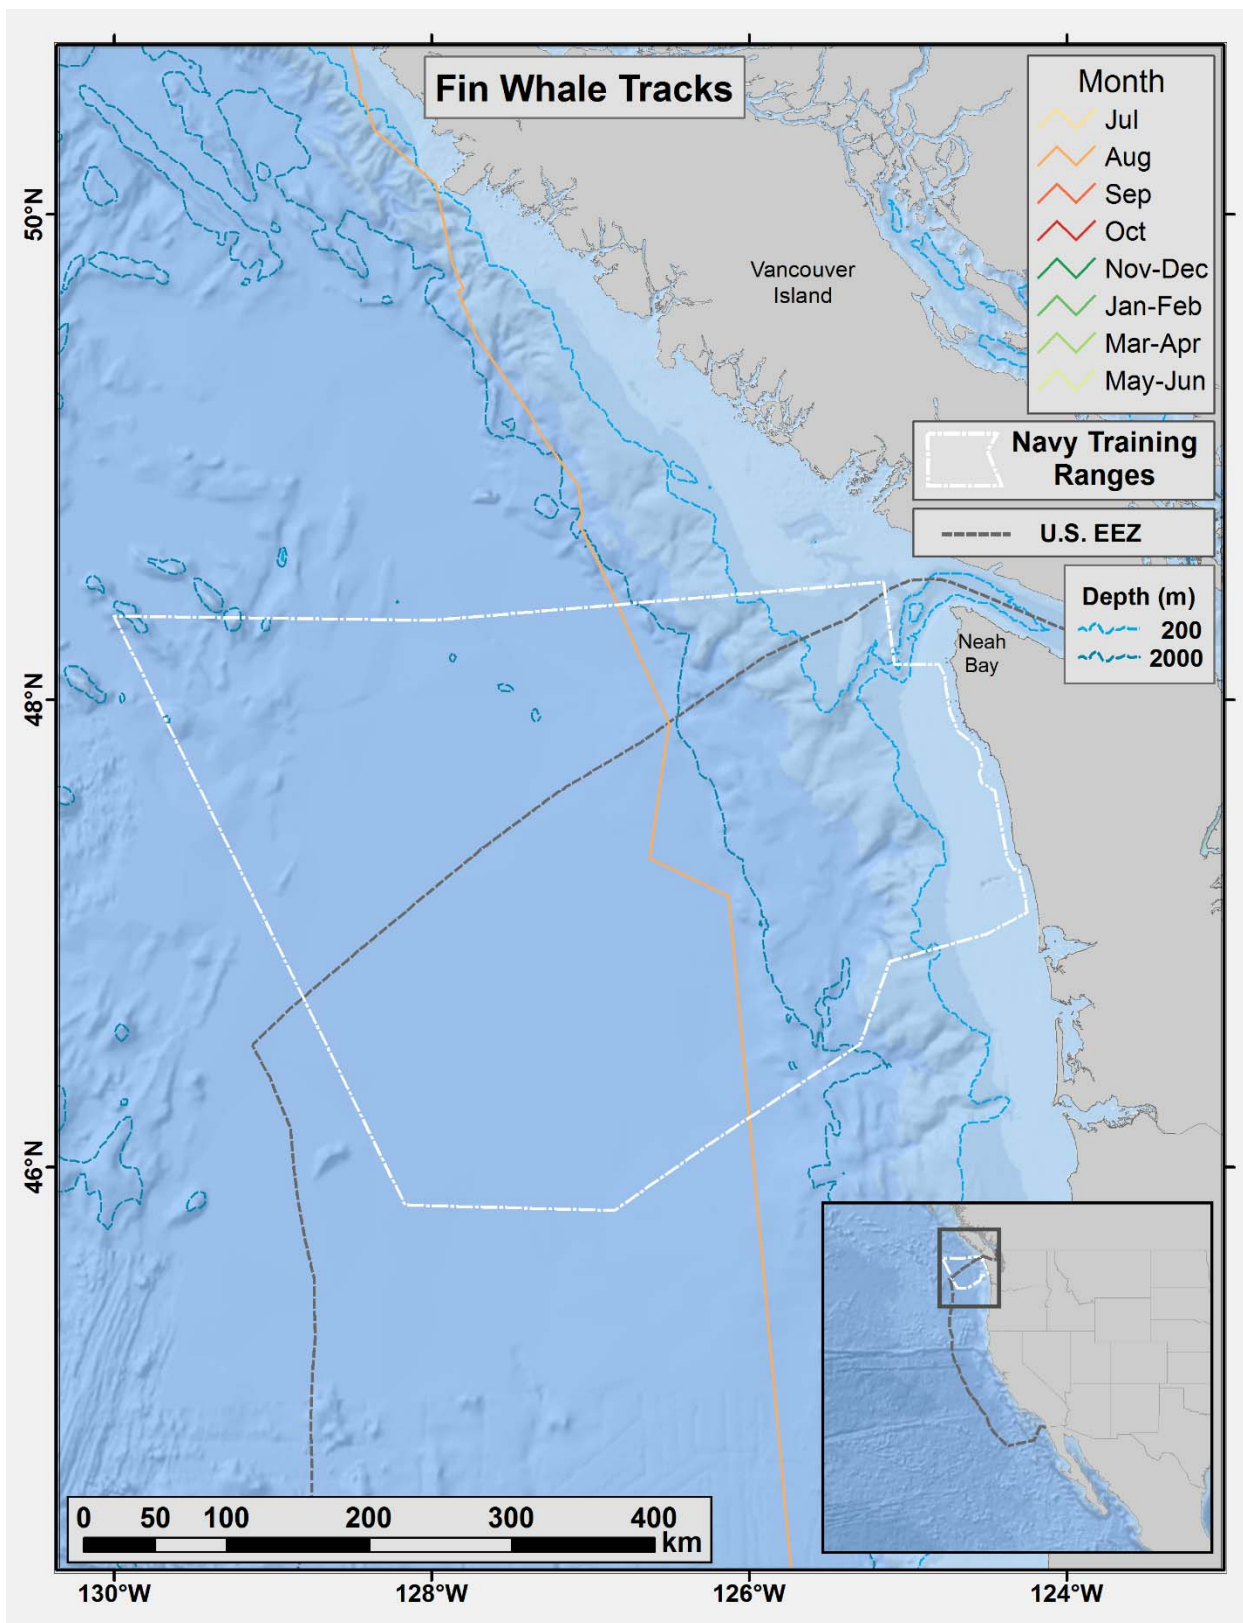 Fin Whale Tracks
Month
Jul
Aug
Sep
Oct
Nov-Dec
Jan-Feb
Mar-Apr
May-Jun
Navy Training
Ranges
U.S. EEZ
Depth (m)
200
2000
Vancouver
Island
Neah
Bay
50°N
48°N
46°N
0 50 100 200 300 400
km
130°W 128°W 126°W 124°W